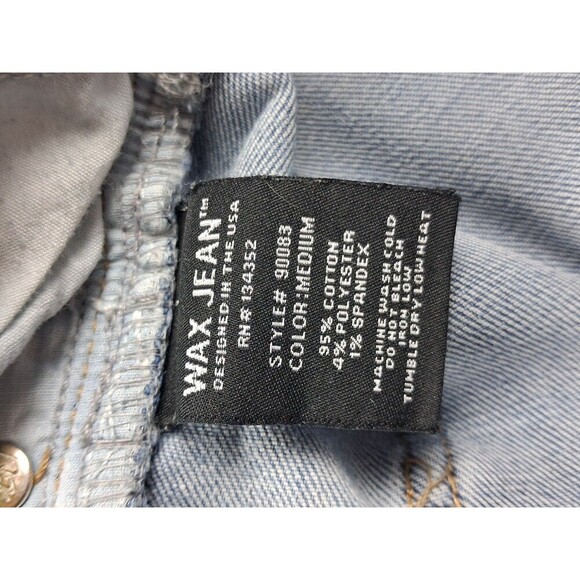 WAX JEAN™
DESIGNED IN THE USA
RN# 134352
STYLE# 90083
COLOR: MEDIUM
95% COTTON
4% POLYESTER
1% SPANDEX
MACHINE WASH COLD
DO NOT BLEACH
IRON LOW
TUMBLE DRY LOW HEAT